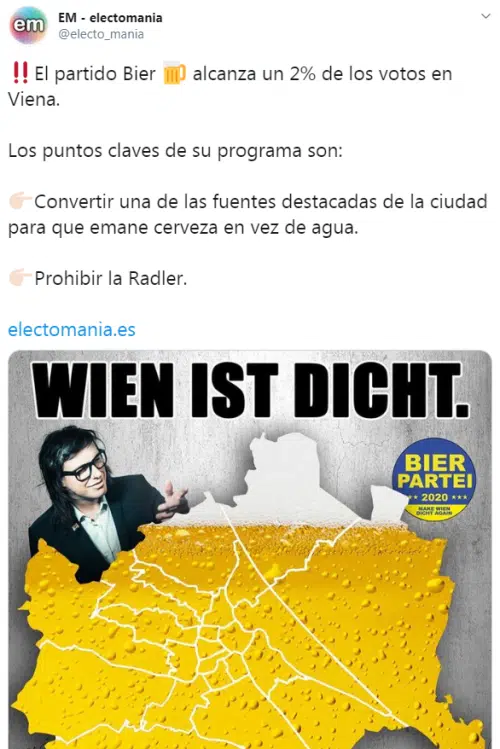 EM - electomania
@electo_mania
‼️El partido Bier 🍺 alcanza un 2% de los votos en
Viena.
Los puntos claves de su programa son:
👉🏻Convertir una de las fuentes destacadas de la ciudad
para que emane cerveza en vez de agua.
👉🏻Prohibir la Radler.
electomania.es
WIEN IST DICHT.
BIER
PARTEI
2020
MAKE WIEN
DICHT AGAIN
em